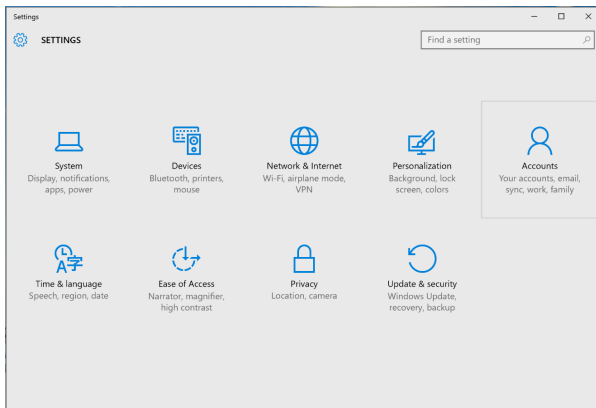 Settings
SETTINGS
Find a setting
System
Display, notifications,
apps, power
Devices
Bluetooth, printers,
mouse
Network & Internet
Wi-Fi, airplane mode,
VPN
Personalization
Background, lock
screen, colors
Accounts
Your accounts, email,
sync, work, family
A字
Time & language
Speech, region, date
Ease of Access
Narrator, magnifier,
high contrast
Privacy
Location, camera
Update & security
Windows Update,
recovery, backup